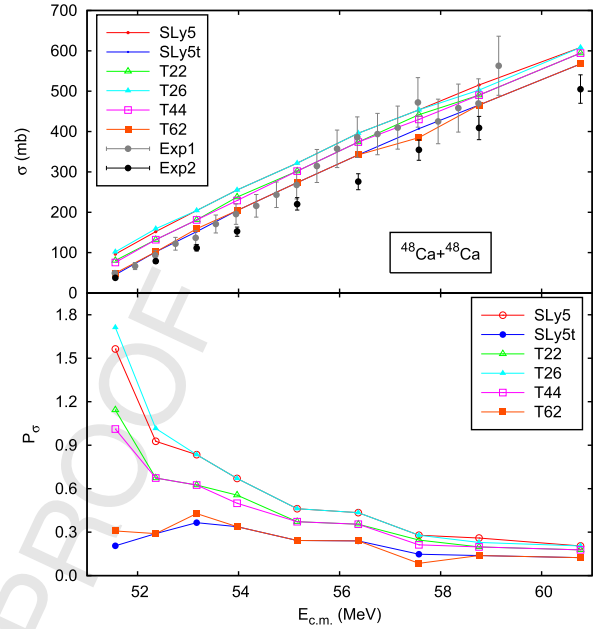 700
600
500
400
300
200
100
0
σ (mb)
SLy5
SLy5t
T22
T26
T44
T62
Exp1
Exp2
⁴⁸Ca+⁴⁸Ca
1.8
1.5
1.2
0.9
0.6
0.3
0.0
Pσ
SLy5
SLy5t
T22
T26
T44
T62
52 54 56 58 60
E c.m. (MeV)
PROOF